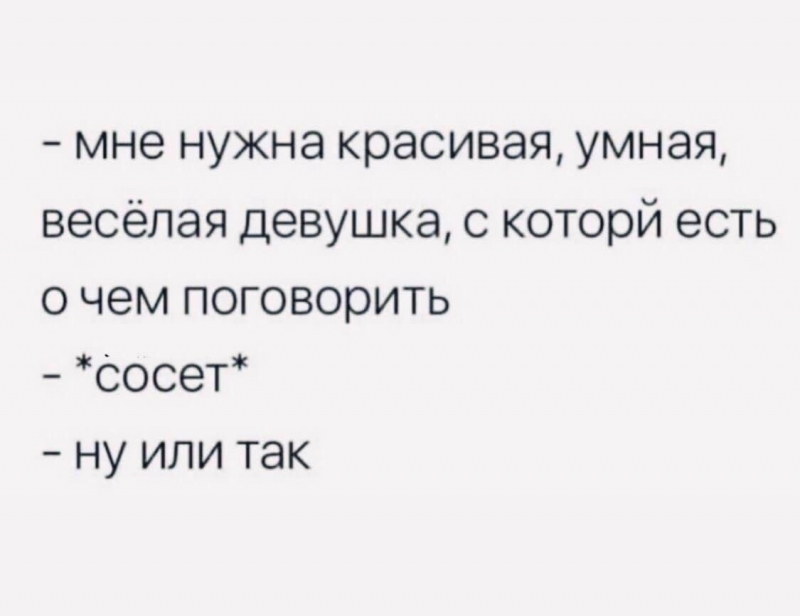 - мне нужна красивая, умная,
весёлая девушка, с которй есть
о чем поговорить
- *сосет*
- ну или так